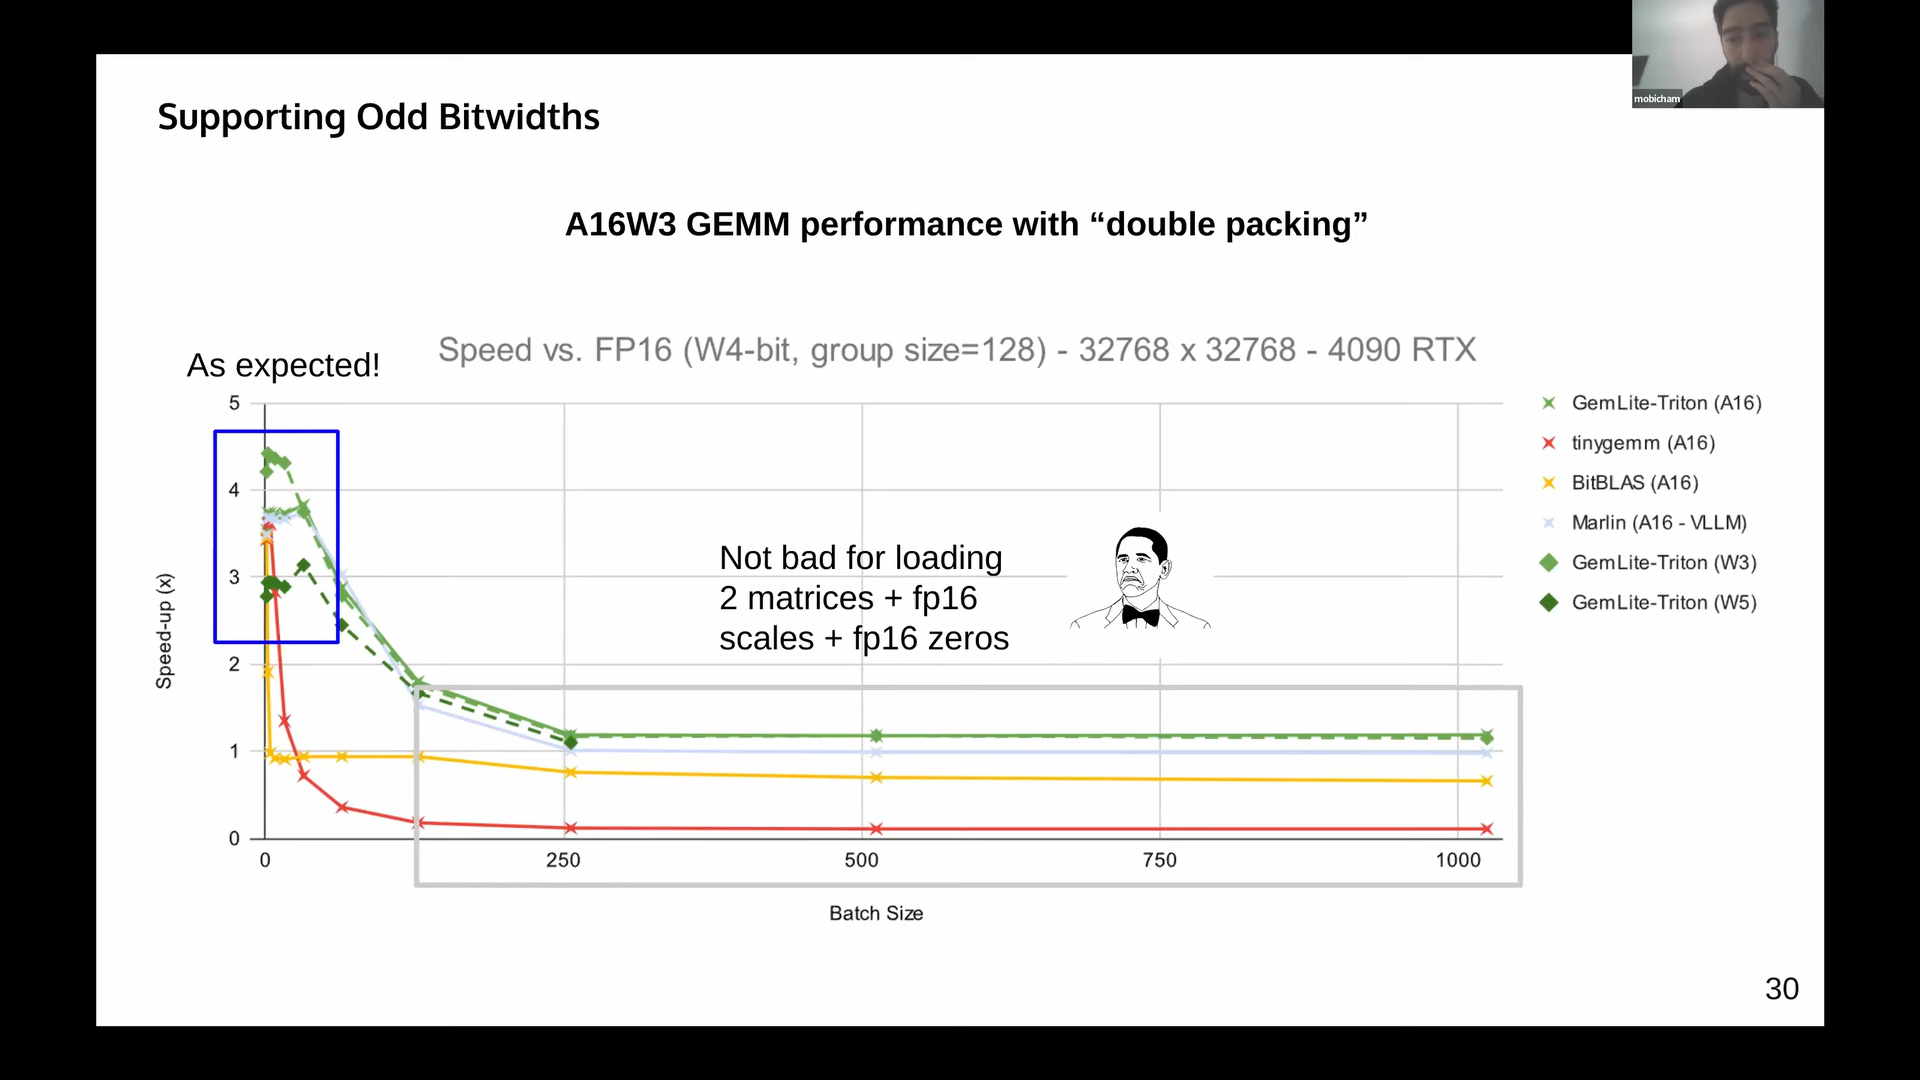 mobicham
Supporting Odd Bitwidths
A16W3 GEMM performance with “double packing”
As expected!
Speed vs. FP16 (W4-bit, group size=128) - 32768 x 32768 - 4090 RTX
5
4
3
2
1
0
Speed-up (x)
Not bad for loading
2 matrices + fp16
scales + fp16 zeros
GemLite-Triton (A16)
tinygemm (A16)
BitBLAS (A16)
Marlin (A16 - VLLM)
GemLite-Triton (W3)
GemLite-Triton (W5)
0 250 500 750 1000
Batch Size
30